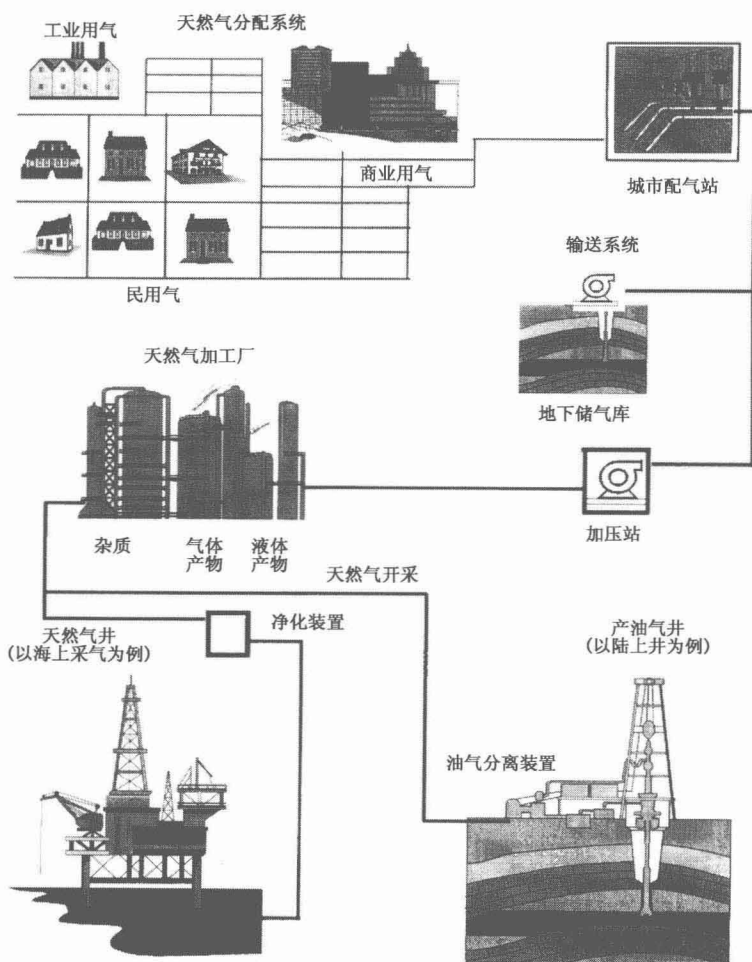 工业用气
天然气分配系统
商业用气
城市配气站
民用气
输送系统
地下储气库
天然气加工厂
加压站
杂质
气体
产物
液体
产物
天然气开采
净化装置
天然气井
(以海上采气为例)
产油气井
(以陆上井为例)
油气分离装置